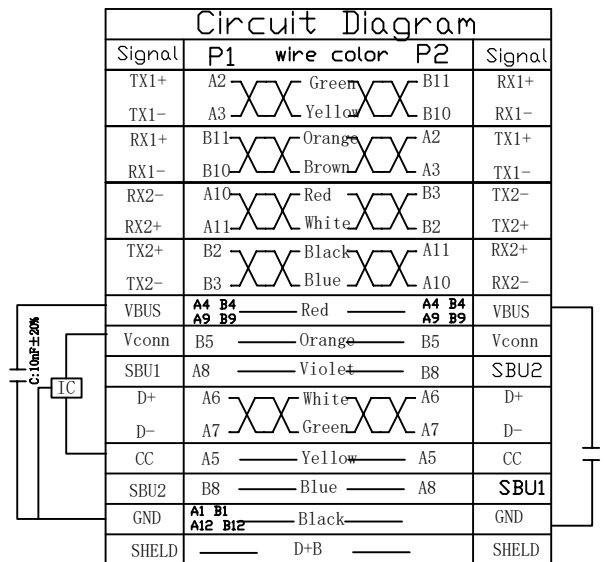 Circuit Diagram
Signal P1 wire color P2 Signal
TX1+ A2 Green B11 RX1+
TX1- A3 Yellow B10 RX1-
RX1+ B11 Orange A2 TX1+
RX1- B10 Brown A3 TX1-
RX2- A10 Red B3 TX2-
RX2+ A11 White B2 TX2+
TX2+ B2 Black A11 RX2+
TX2- B3 Blue A10 RX2-
VBUS A4 B4 A9 B9 Red A4 B4 A9 B9 VBUS
Vconn B5 Orange B5 Vconn
SBU1 A8 Violet B8 SBU2
D+ A6 White A6 D+
D- A7 Green A7 D-
CC A5 Yellow A5 CC
SBU2 B8 Blue A8 SBU1
GND A1 B1 A12 B12 Black GND
SHELD D+B SHELD
C:10nF±20%
IC